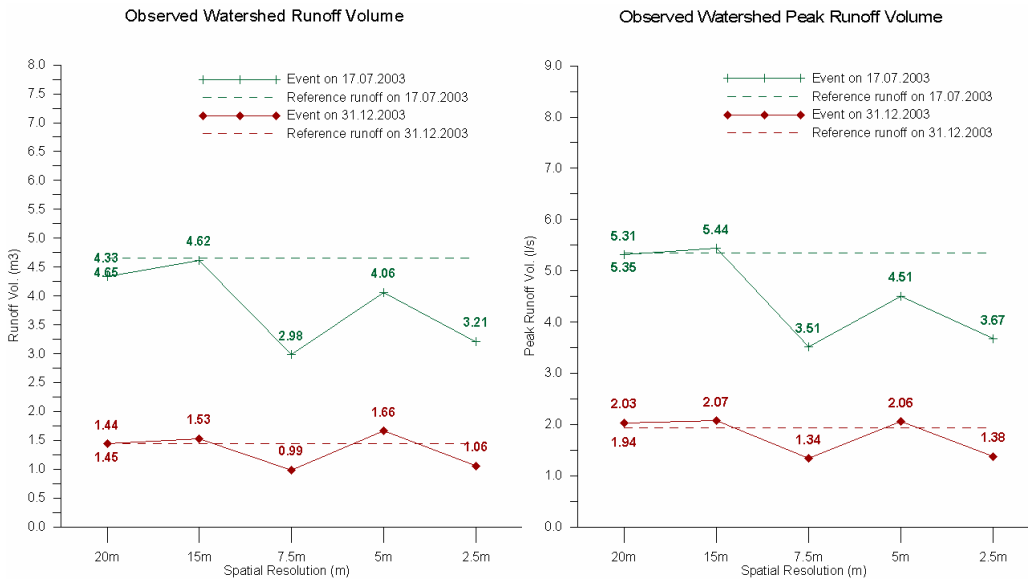 Observed Watershed Runoff Volume
8.0
7.5
7.0
6.5
6.0
5.5
5.0
4.5
4.0
3.5
3.0
2.5
2.0
1.5
1.0
0.5
0.0
Runoff Vol. (m3)
Event on 17.07.2003
Reference runoff on 17.07.2003
Event on 31.12.2003
Reference runoff on 31.12.2003
4.33
4.65
4.62
2.98
4.06
3.21
1.44
1.45
1.53
0.99
1.66
1.06
20m
15m
7.5m
5m
2.5m
Spatial Resolution (m)
Observed Watershed Peak Runoff Volume
9.0
8.0
7.0
6.0
5.0
4.0
3.0
2.0
1.0
0.0
Peak Runoff Vol. (l/s)
Event on 17.07.2003
Reference runoff on 17.07.2003
Event on 31.12.2003
Reference runoff on 31.12.2003
5.31
5.35
5.44
3.51
4.51
3.67
2.03
1.94
2.07
1.34
2.06
1.38
20m
15m
7.5m
5m
2.5m
Spatial Resolution (m)